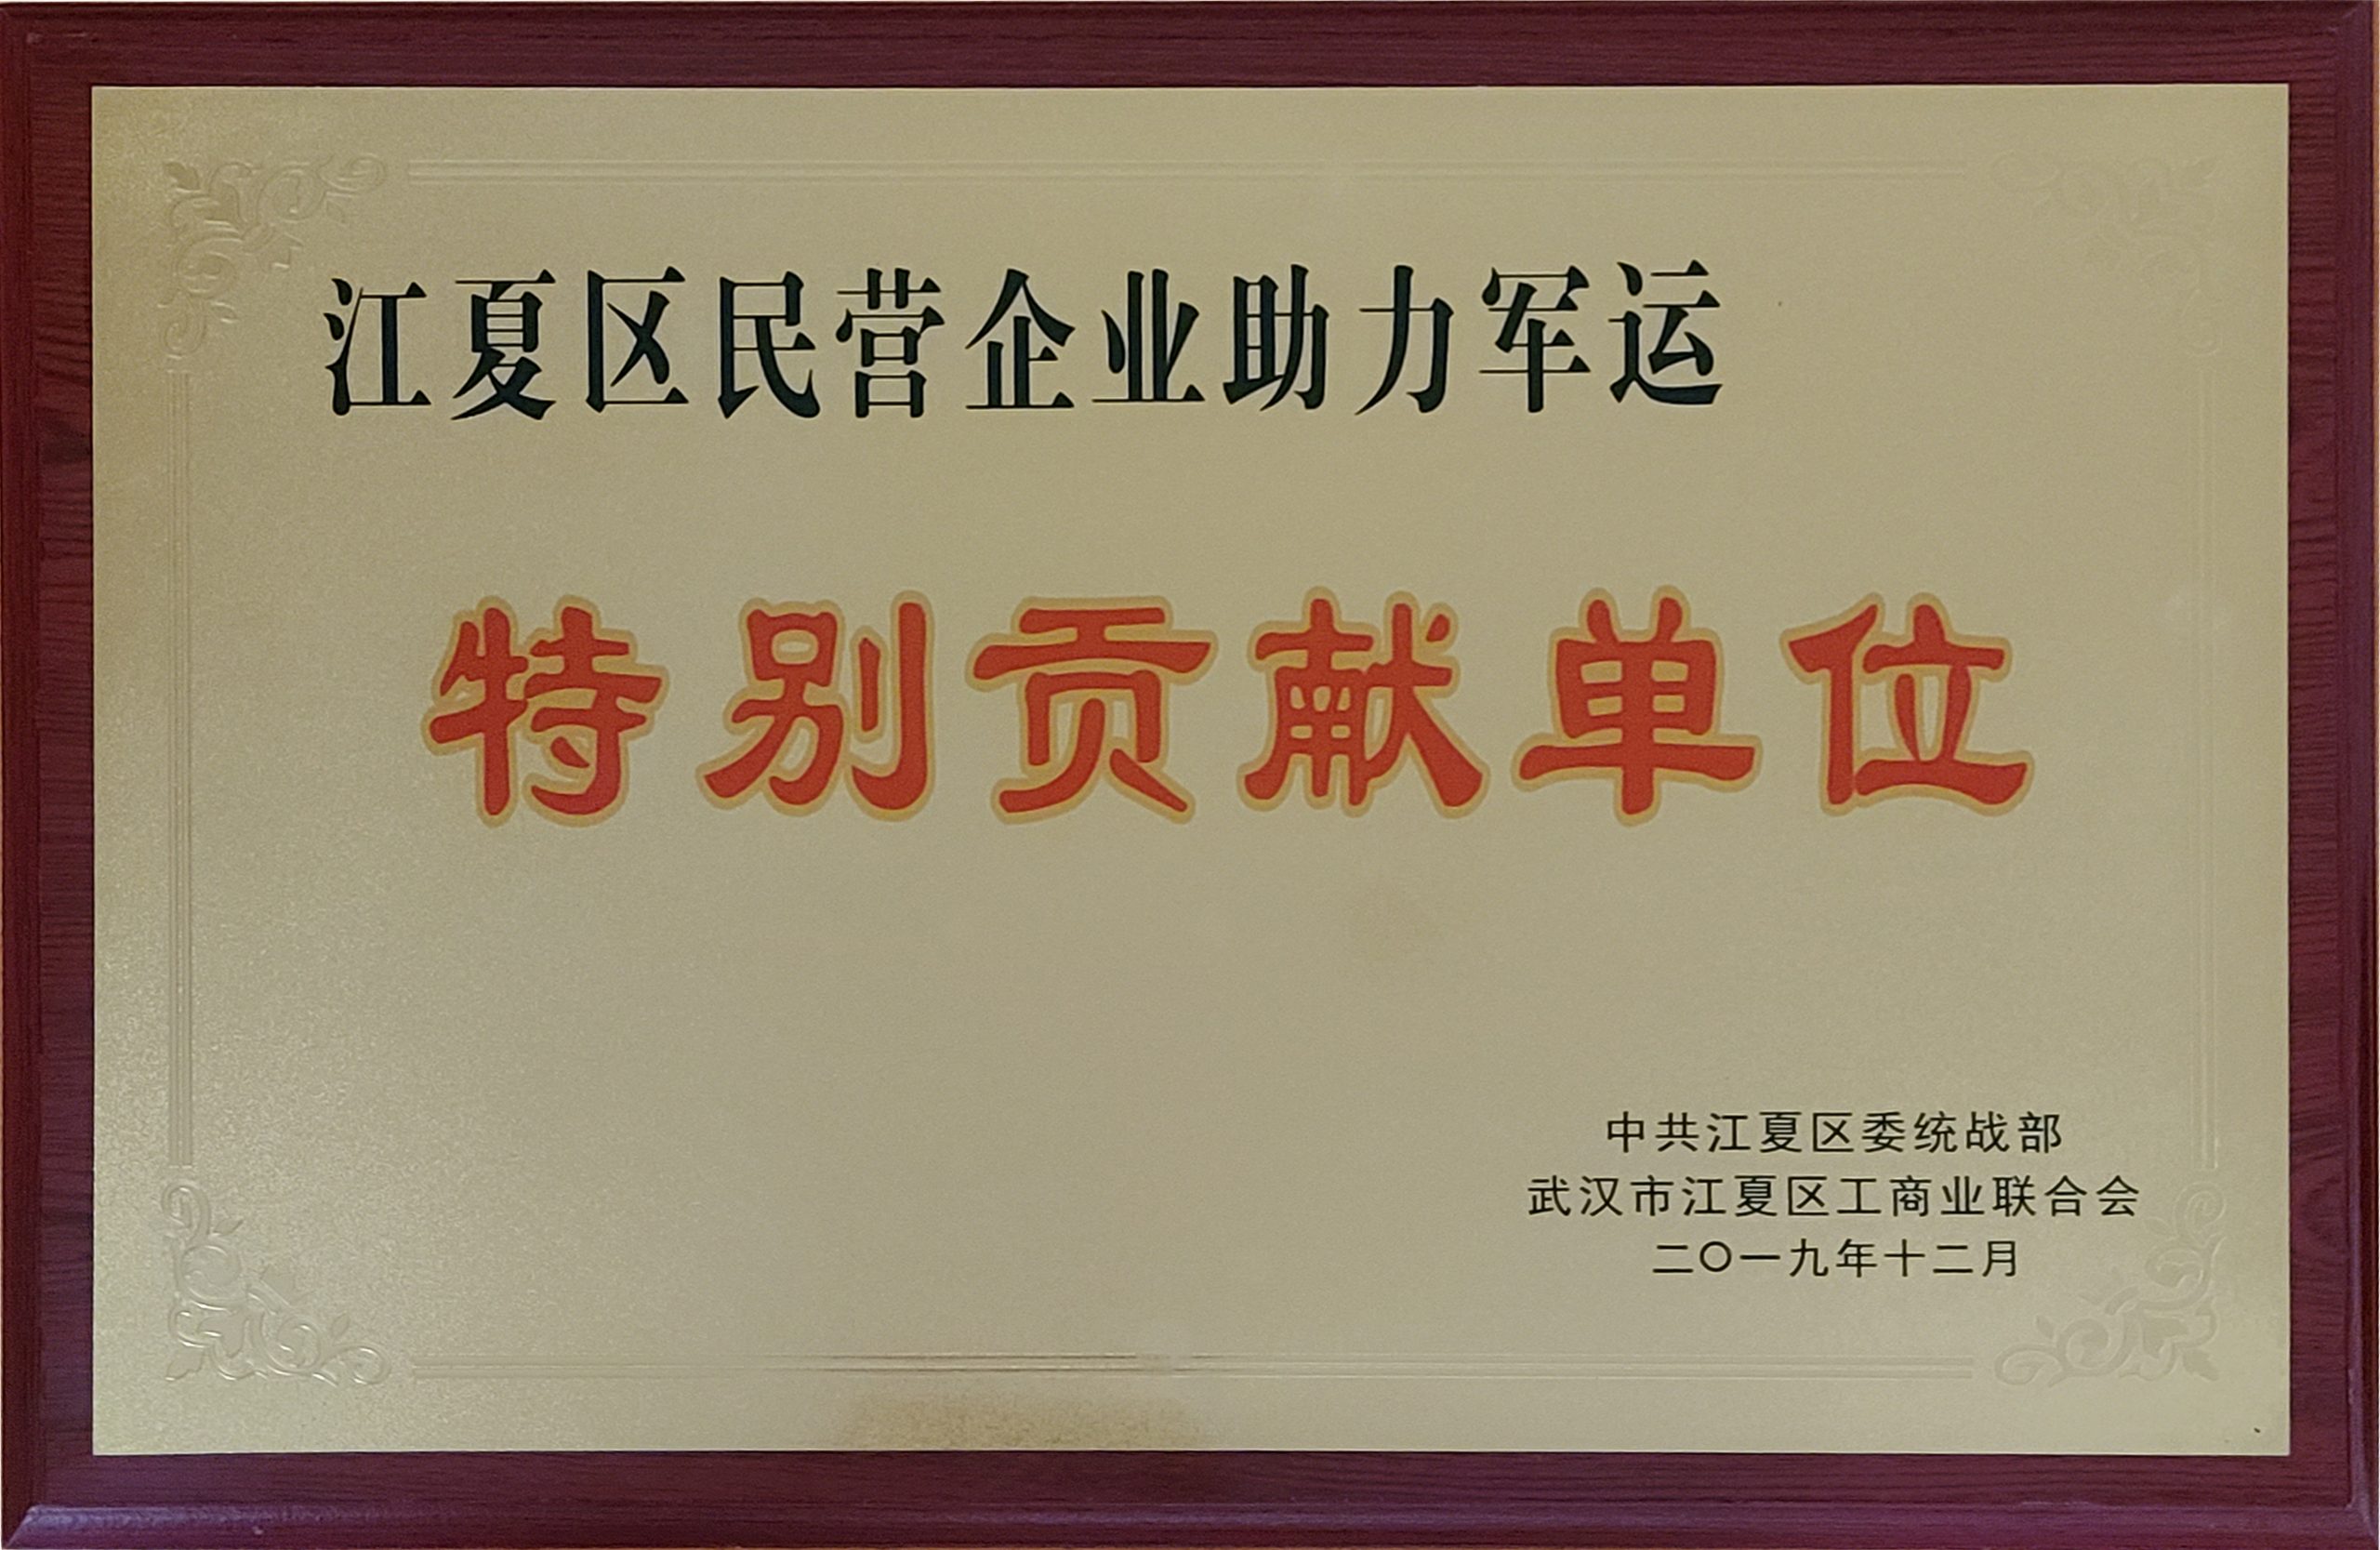 江夏区民营企业助力军运
特别贡献单位
中共江夏区委统战部
武汉市江夏区工商业联合会
二〇一九年十二月